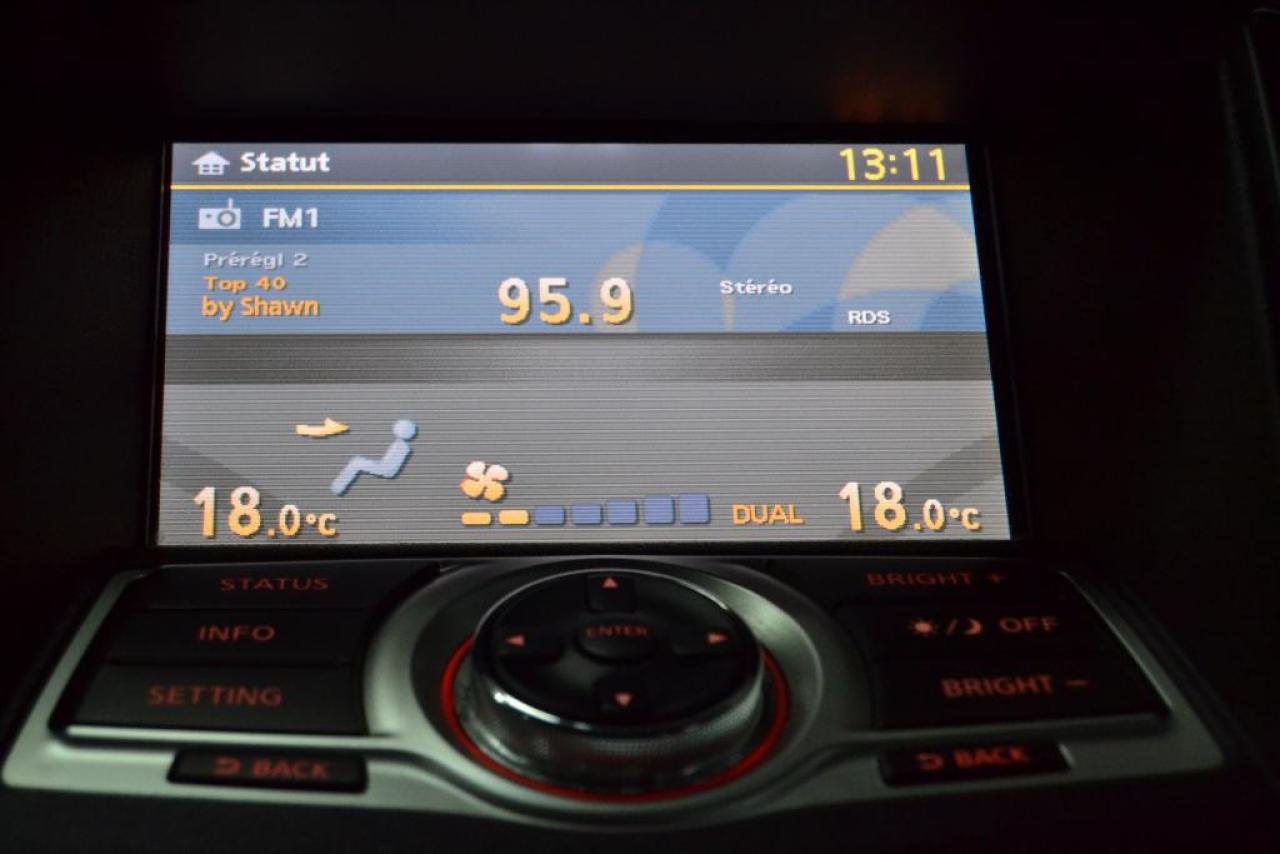 Statut 13:11
FM1
Prérégl 2
Top 40
by Shawn
95.9
Stéréo
RDS
18.0°C
DUAL
18.0°C
STATUS
INFO
SETTING
BACK
ENTER
BRIGHT +
/ OFF
BRIGHT -
BACK